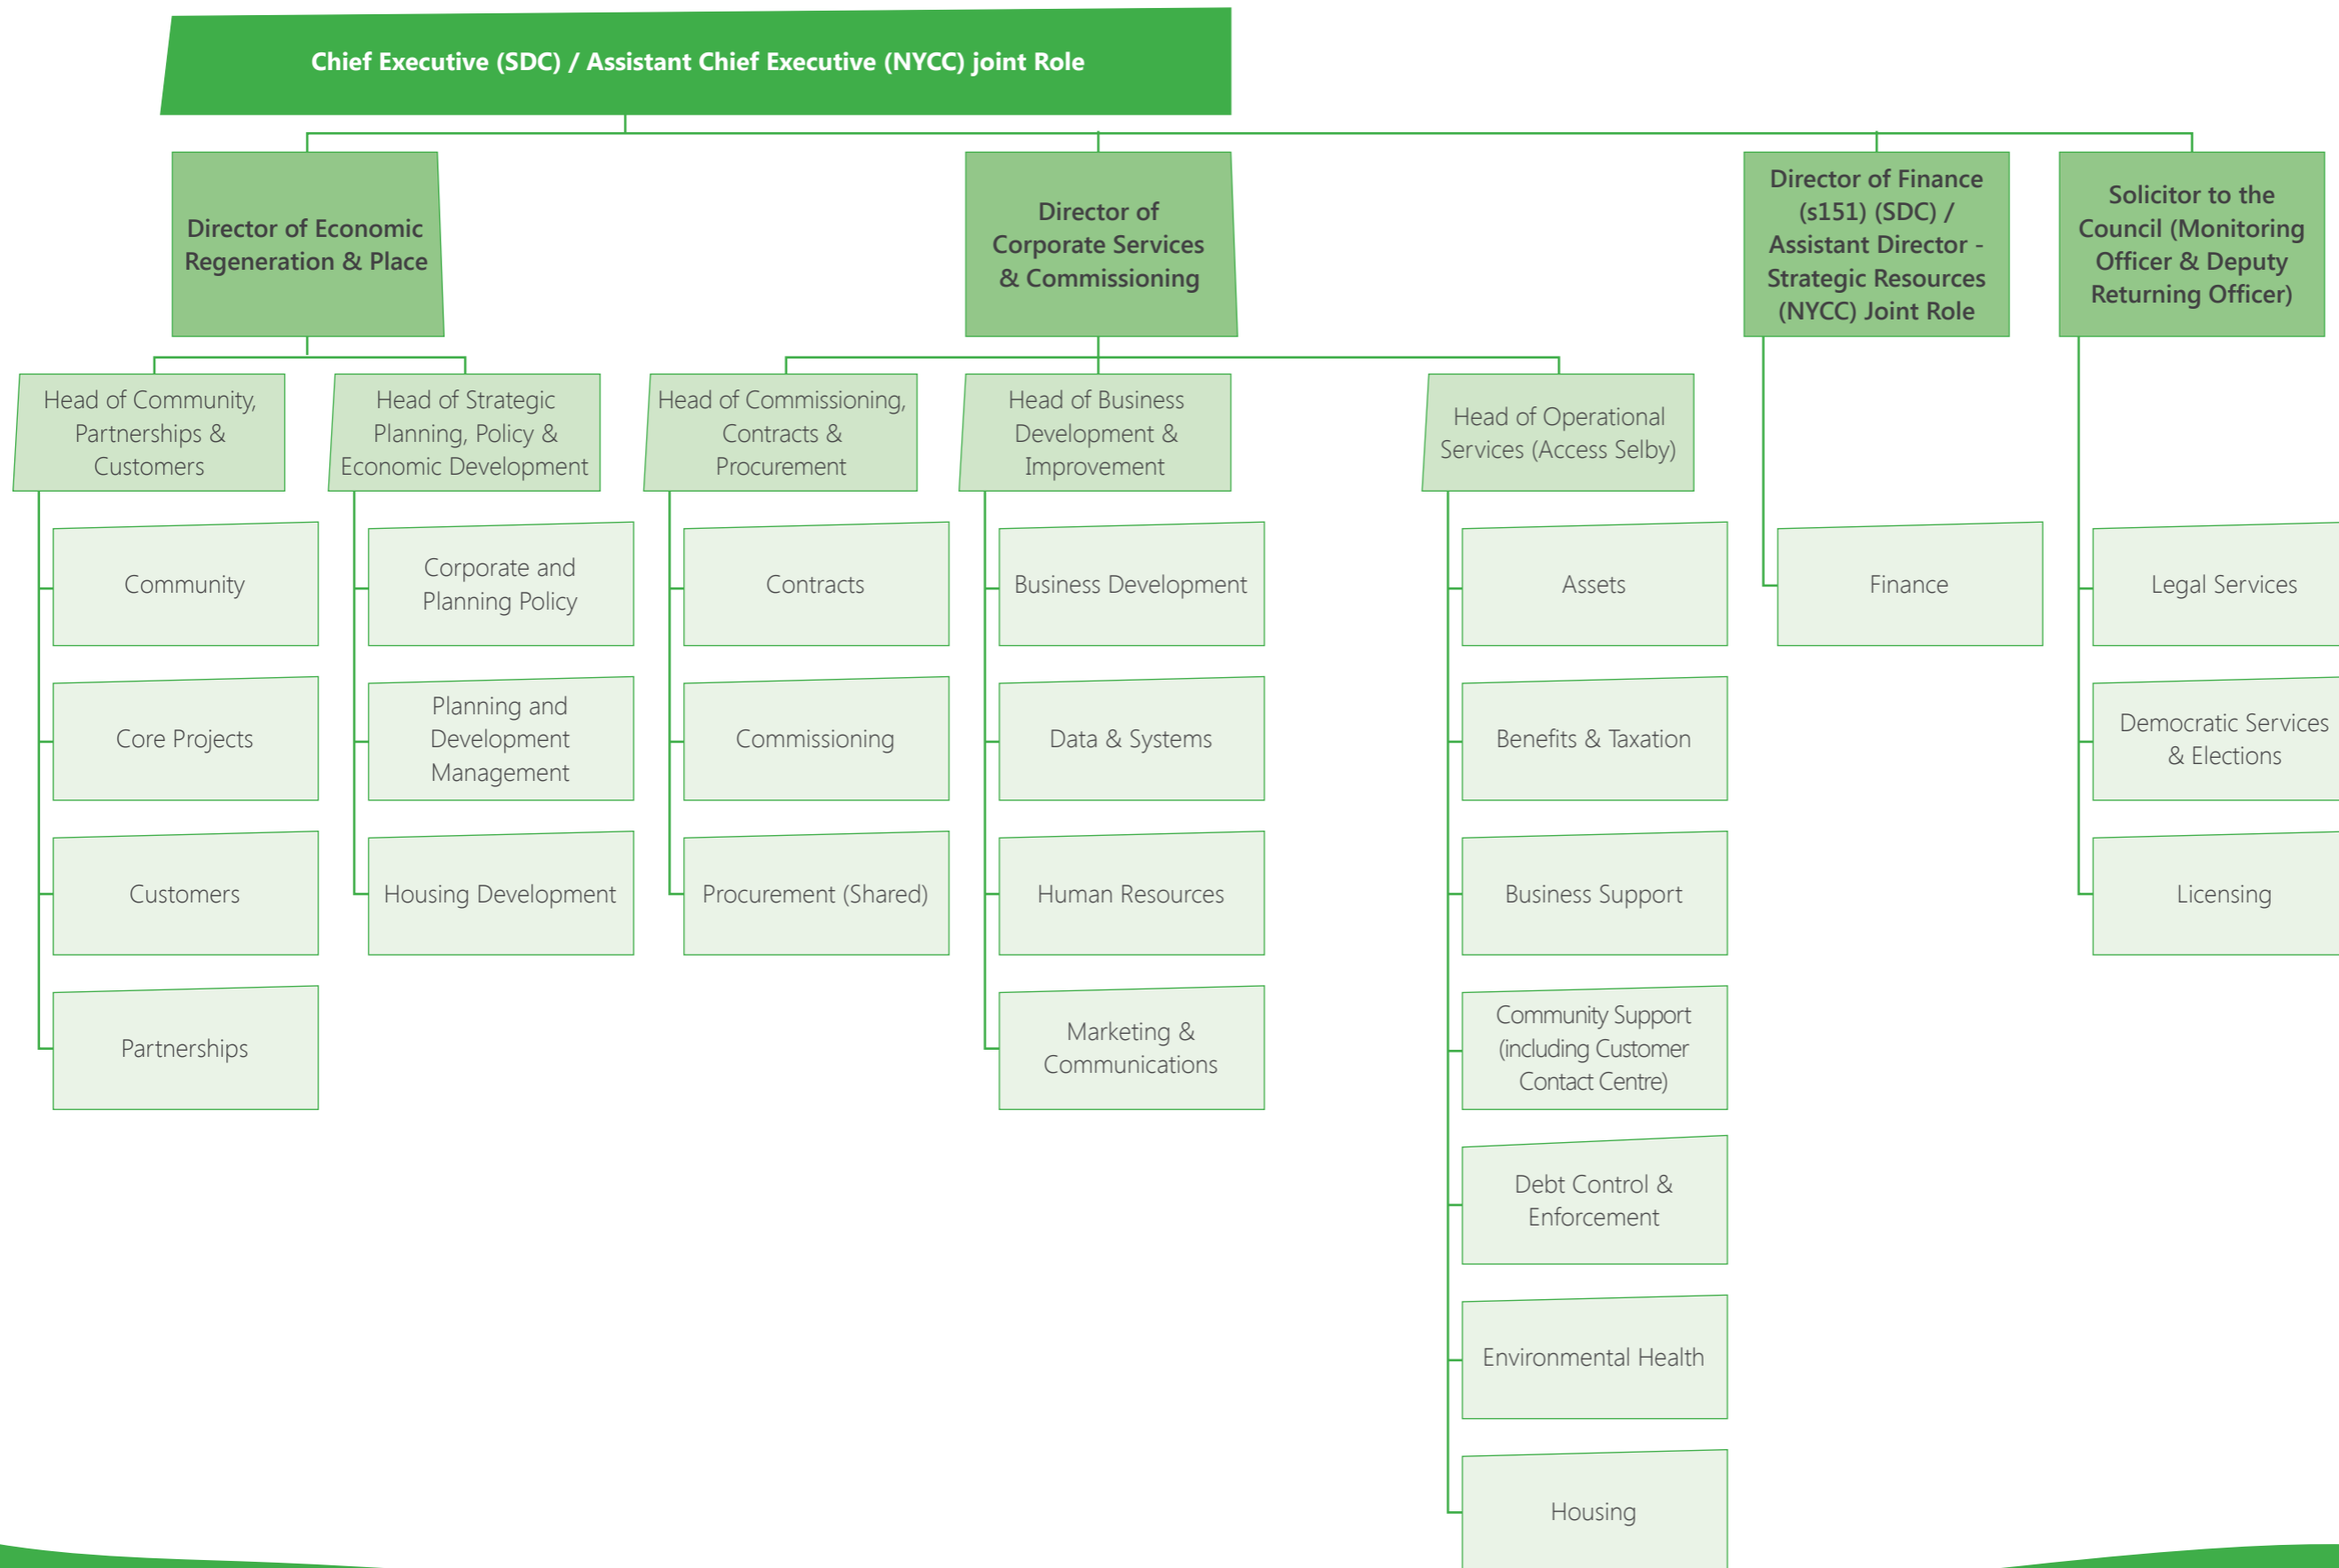 Chief Executive (SDC) / Assistant Chief Executive (NYCC) joint Role
Director of Economic
Regeneration & Place
Director of
Corporate Services
& Commissioning
Director of Finance
(s151) (SDC) /
Assistant Director -
Strategic Resources
(NYCC) Joint Role
Solicitor to the
Council (Monitoring
Officer & Deputy
Returning Officer)
Head of Community,
Partnerships &
Customers
Head of Strategic
Planning, Policy &
Economic Development
Head of Commissioning,
Contracts &
Procurement
Head of Business
Development &
Improvement
Head of Operational
Services (Access Selby)
Community
Core Projects
Customers
Partnerships
Corporate and
Planning Policy
Planning and
Development
Management
Housing Development
Contracts
Commissioning
Procurement (Shared)
Business Development
Data & Systems
Human Resources
Marketing &
Communications
Assets
Benefits & Taxation
Business Support
Community Support
(including Customer
Contact Centre)
Debt Control &
Enforcement
Environmental Health
Housing
Finance
Legal Services
Democratic Services
& Elections
Licensing